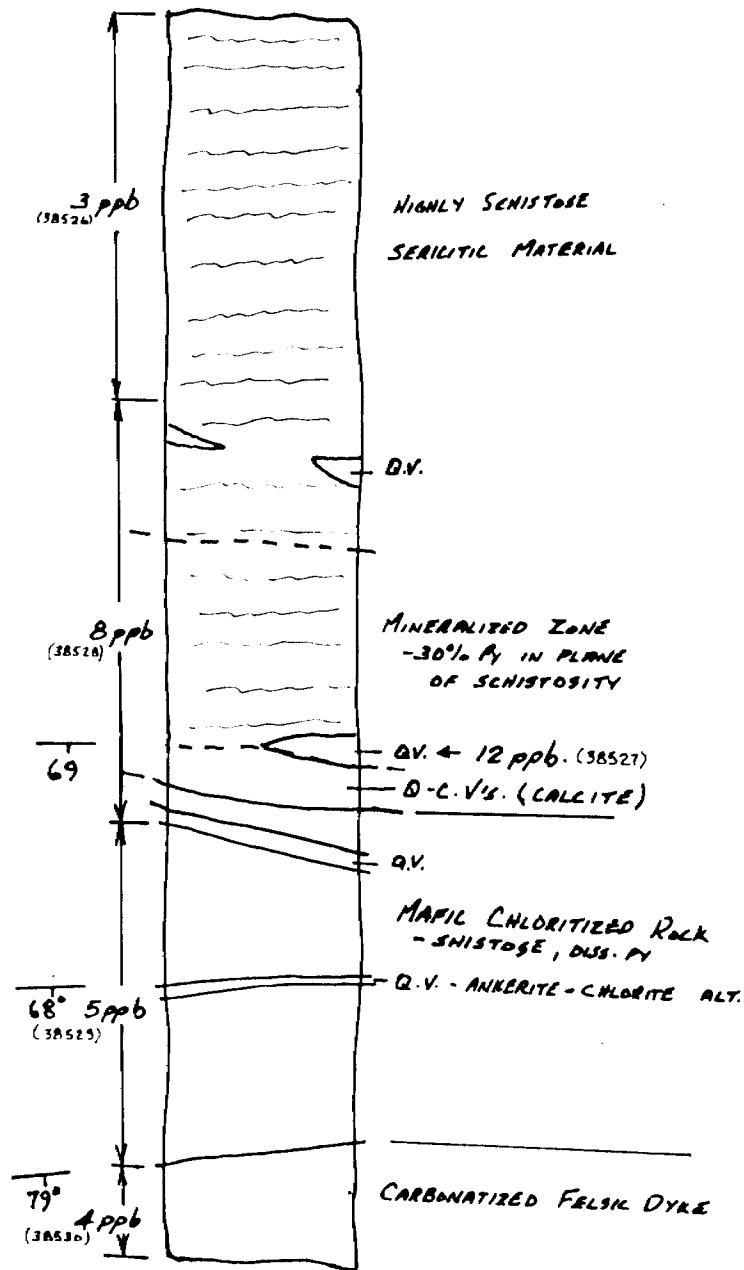 3 ppb
(38526)
HIGHLY SCHISTOSE
SERICITIC MATERIAL
Q.V.
8 ppb
(38528)
MINERALIZED ZONE
-30% Py IN PLANE
OF SCHISTOSITY
69
Q.V. ← 12 ppb. (38527)
Q-C.V's. (CALCITE)
Q.V.
MAFIC CHLORITIZED ROCK
- SHISTOSE, DISS. PY
Q.V. - ANKERITE - CHLORITE ALT.
68° 5 ppb
(38529)
79°
4 ppb
(38530)
CARBONATIZED FELSIC DYKE